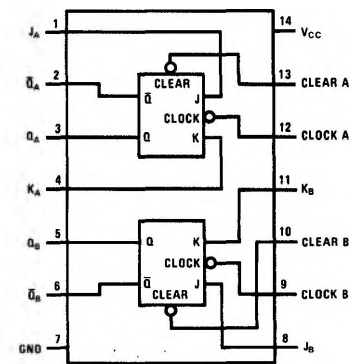 J_A 1 14 V_CC
Q̅_A 2 CLEAR 13 CLEAR A
Q̅ J
CLOCK
Q_A 3 Q K 12 CLOCK A
K_A 4 11 K_B
Q_B 5 Q K 10 CLEAR B
CLOCK
Q̅_B 6 Q̅ J 9 CLOCK B
CLEAR
GND 7 8 J_B